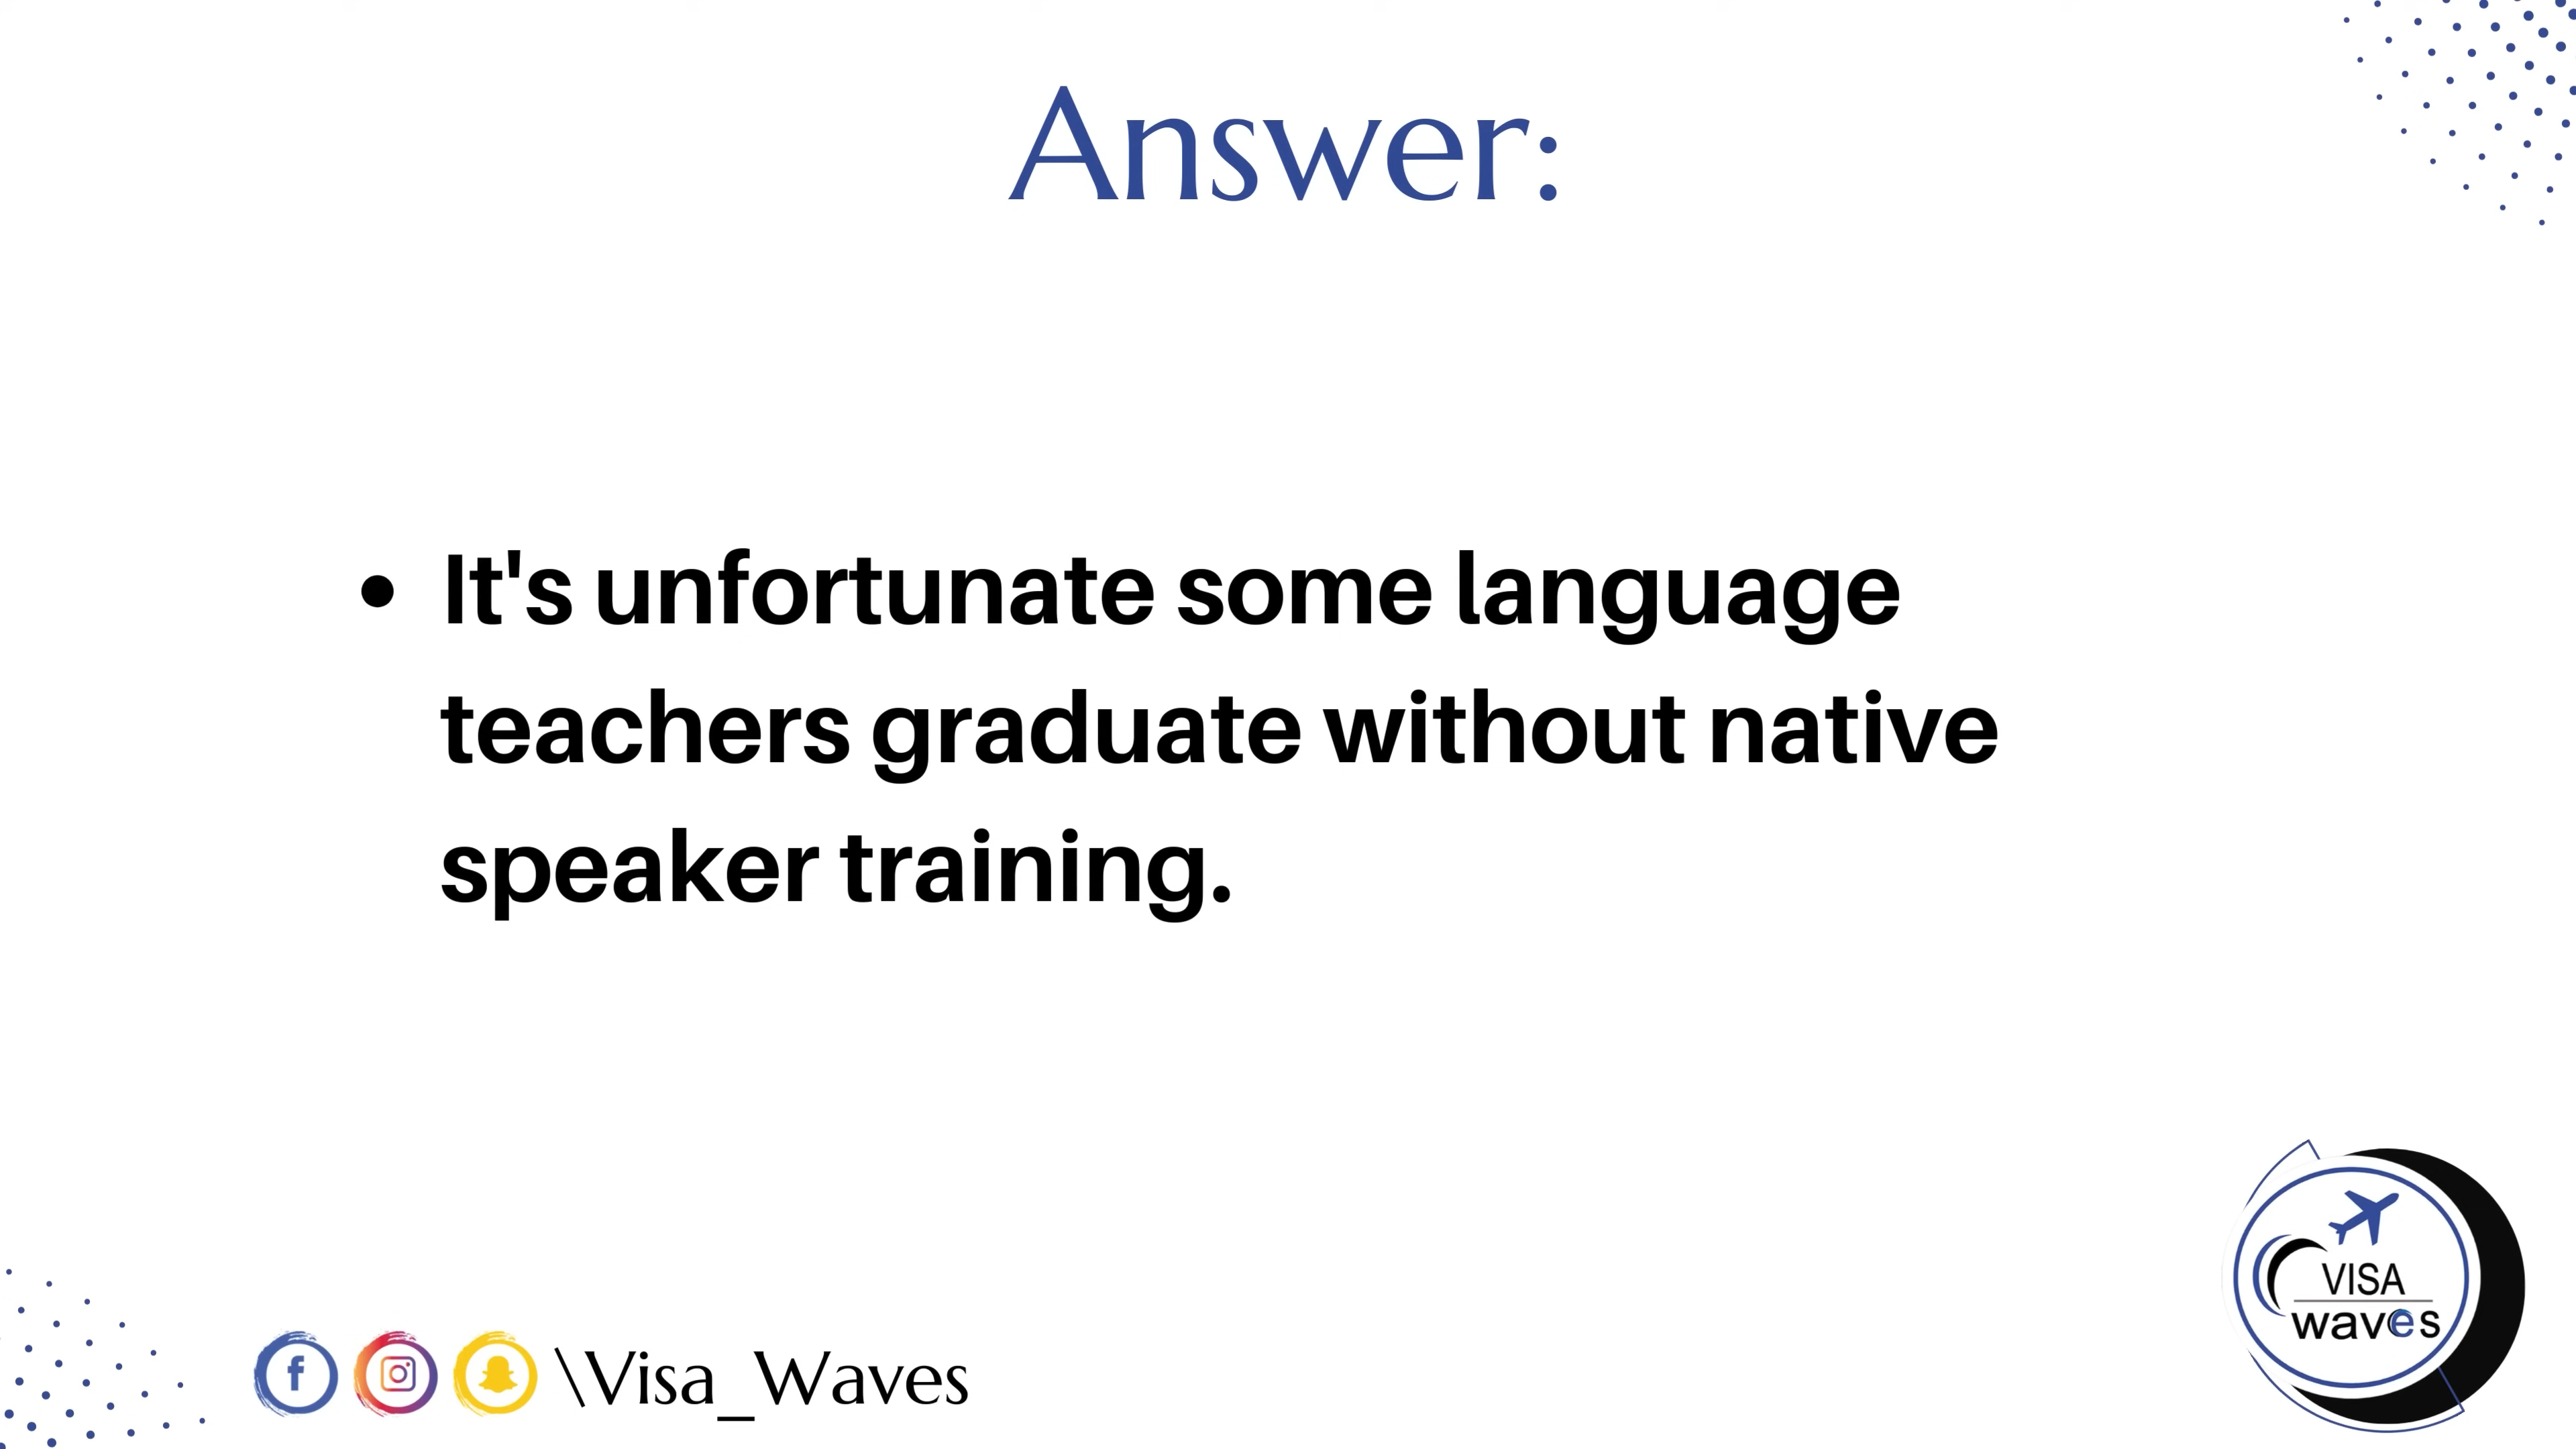 Answer:
• It's unfortunate some language
teachers graduate without native
speaker training.
\Visa_Waves
VISA
waves